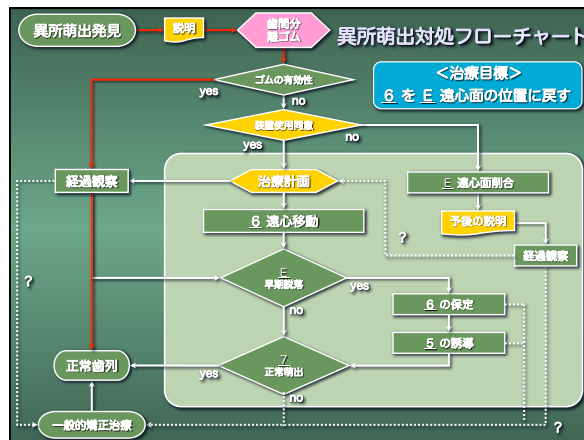 異所萌出発見
説明
歯間分
離ゴム
異所萌出対処フローチャート
ゴムの有効性
＜治療目標＞
6 を E 遠心面の位置に戻す
yes
no
装置使用同意
yes
no
経過観察
治療計画
E 遠心面削合
6 遠心移動
予後の説明
?
経過観察
?
E
早期脱落
yes
no
6 の保定
5 の誘導
正常歯列
7
正常萌出
yes
no
一般的矯正治療
?